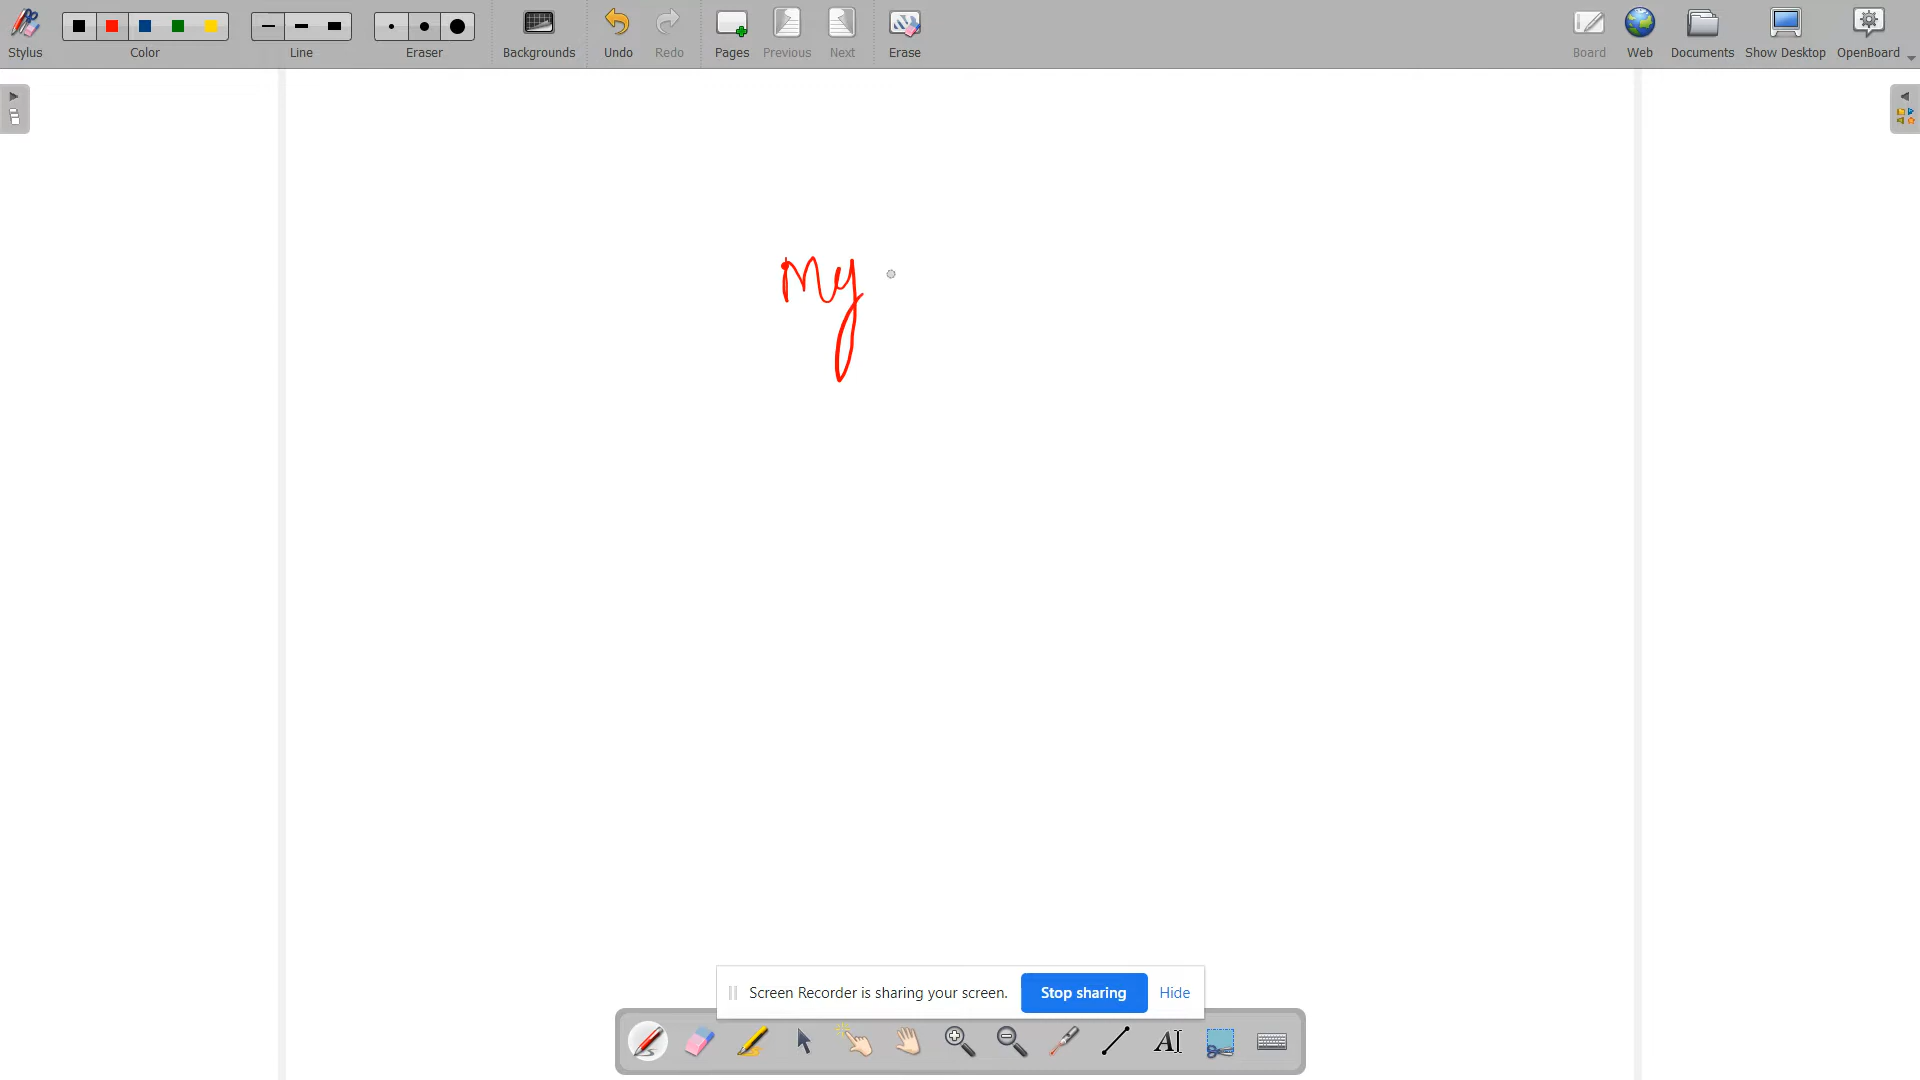 Stylus Color Line Eraser Backgrounds Undo Redo Pages Previous Next Erase Board Web Documents Show Desktop OpenBoard
My
Screen Recorder is sharing your screen. Stop sharing Hide